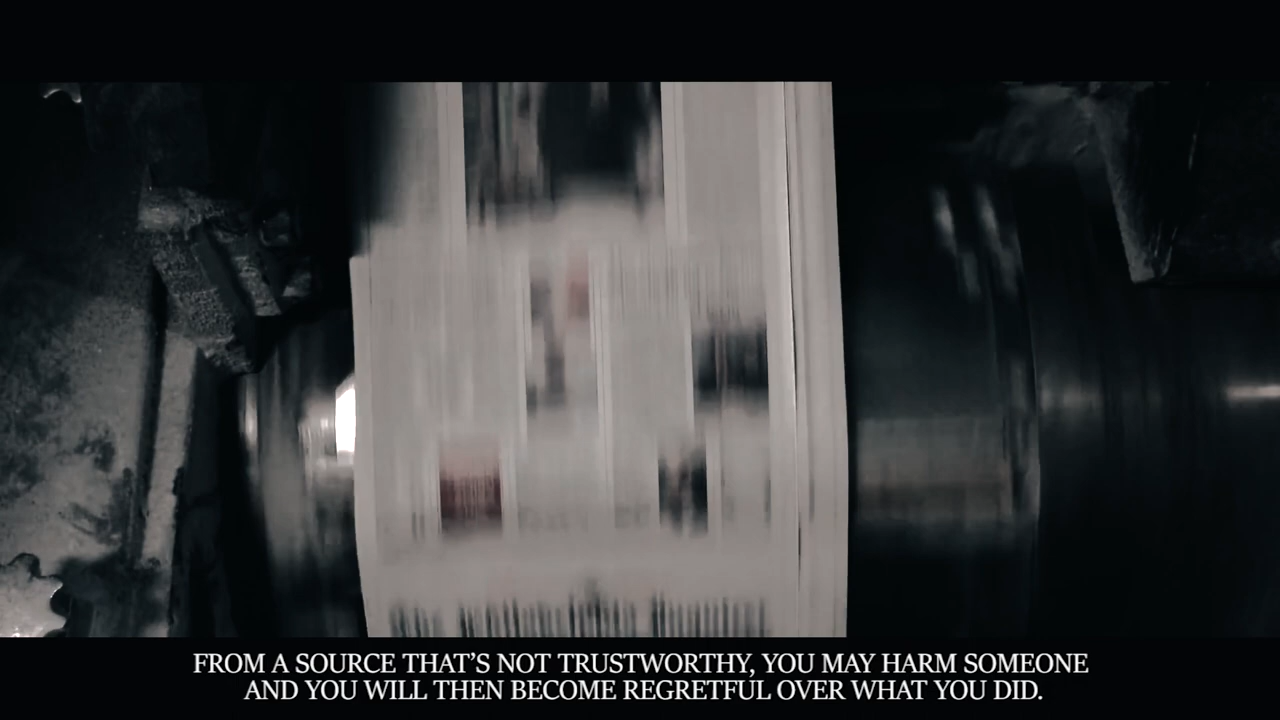 FROM A SOURCE THAT'S NOT TRUSTWORTHY, YOU MAY HARM SOMEONE
AND YOU WILL THEN BECOME REGRETFUL OVER WHAT YOU DID.